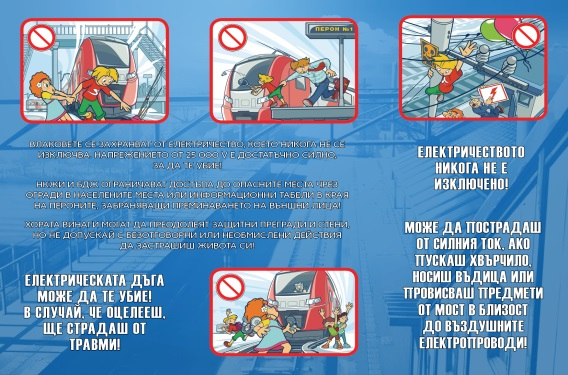 ПЕРОН №1
ВЛАКОВЕТЕ СЕ ЗАХРАНВАТ ОТ ЕЛЕКТРИЧЕСТВО, КОЕТО НИКОГА НЕ СЕ
ИЗКЛЮЧВА. НАПРЕЖЕНИЕТО ОТ 25 000 V Е ДОСТАТЪЧНО СИЛНО,
ЗА ДА ТЕ УБИЕ!
НКЖИ И БДЖ ОГРАНИЧАВАТ ДОСТЪПА ДО ОПАСНИТЕ МЕСТА ЧРЕЗ
ОГРАДИ В НАСЕЛЕНИТЕ МЕСТА ИЛИ ИНФОРМАЦИОННИ ТАБЕЛИ В КРАЯ
НА ПЕРОНИТЕ, ЗАБРАНЯВАЩИ ПРЕМИНАВАНЕТО НА ВЪНШНИ ЛИЦА!
ХОРАТА ВИНАГИ МОГАТ ДА ПРЕОДОЛЕЯТ ЗАЩИТНИ ПРЕГРАДИ И СТЕНИ,
НО НЕ ДОПУСКАЙ С БЕЗОТГОВОРНИ ИЛИ НЕОБМИСЛЕНИ ДЕЙСТВИЯ
ДА ЗАСТРАШИШ ЖИВОТА СИ!
ЕЛЕКТРИЧЕСКАТА ДЪГА
МОЖЕ ДА ТЕ УБИЕ!
В СЛУЧАЙ, ЧЕ ОЦЕЛЕЕШ,
ЩЕ СТРАДАШ ОТ
ТРАВМИ!
ЕЛЕКТРИЧЕСТВОТО
НИКОГА НЕ Е
ИЗКЛЮЧЕНО!
МОЖЕ ДА ПОСТРАДАШ
ОТ СИЛНИЯ ТОК, АКО
ПУСКАШ ХВЪРЧИЛО,
НОСИШ ВЪДИЦА ИЛИ
ПРОВИСВАШ ПРЕДМЕТИ
ОТ МОСТ В БЛИЗОСТ
ДО ВЪЗДУШНИТЕ
ЕЛЕКТРОПРОВОДИ!